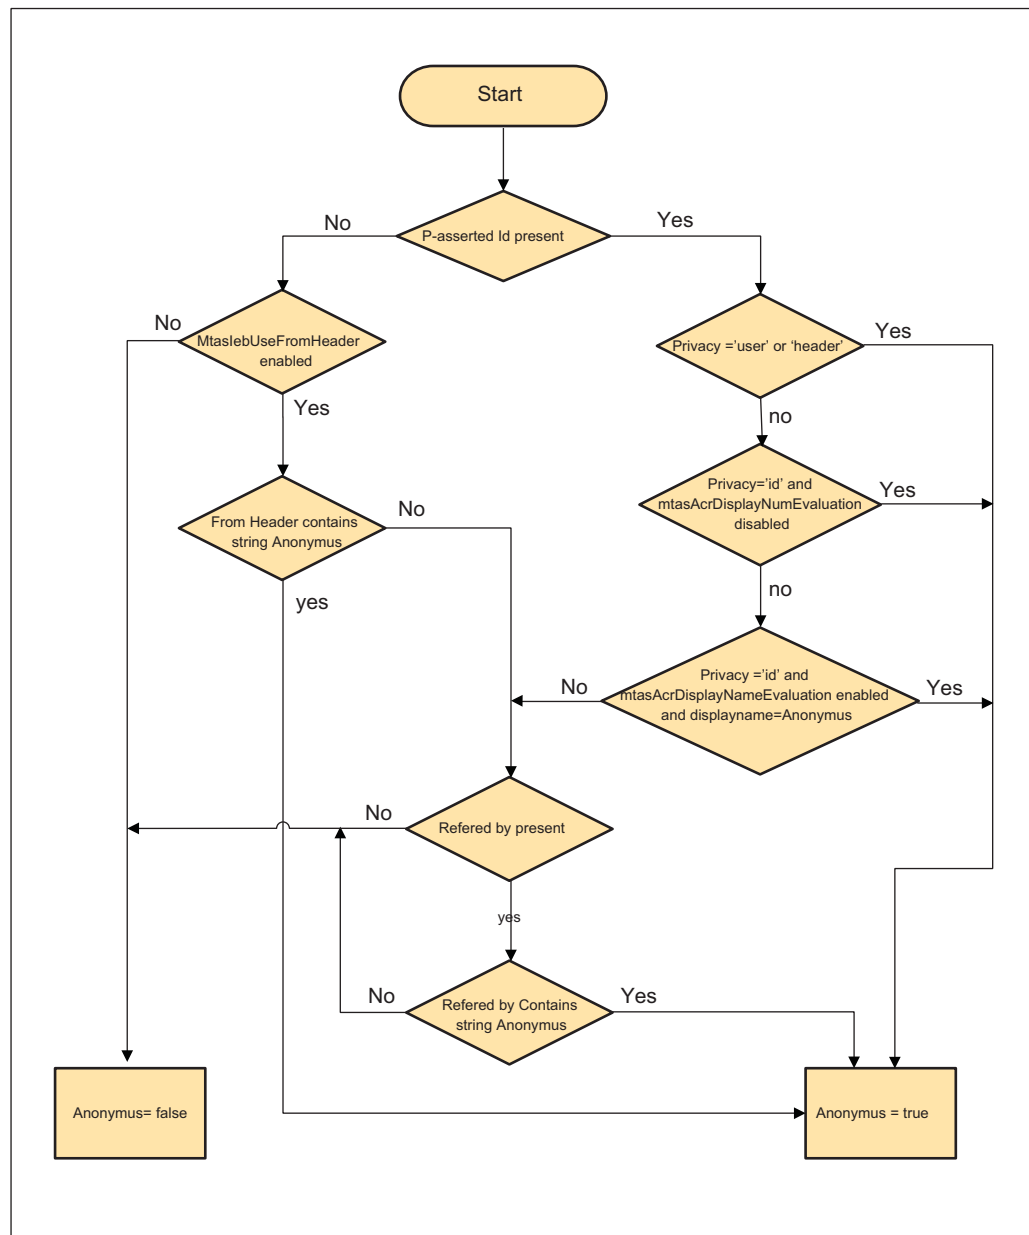 Start
No
P-asserted Id present
Yes
No
MtasIebUseFromHeader
enabled
Yes
Privacy ='user' or ‘header’
Yes
no
Privacy='id' and
mtasAcrDisplayNumEvaluation
disabled
Yes
From Header contains
string Anonymus
No
yes
no
Privacy ='id' and
mtasAcrDisplayNameEvaluation enabled
and displayname=Anonymus
No
Yes
No
Refered by present
yes
No
Refered by Contains
string Anonymus
Yes
Anonymus= false
Anonymus = true